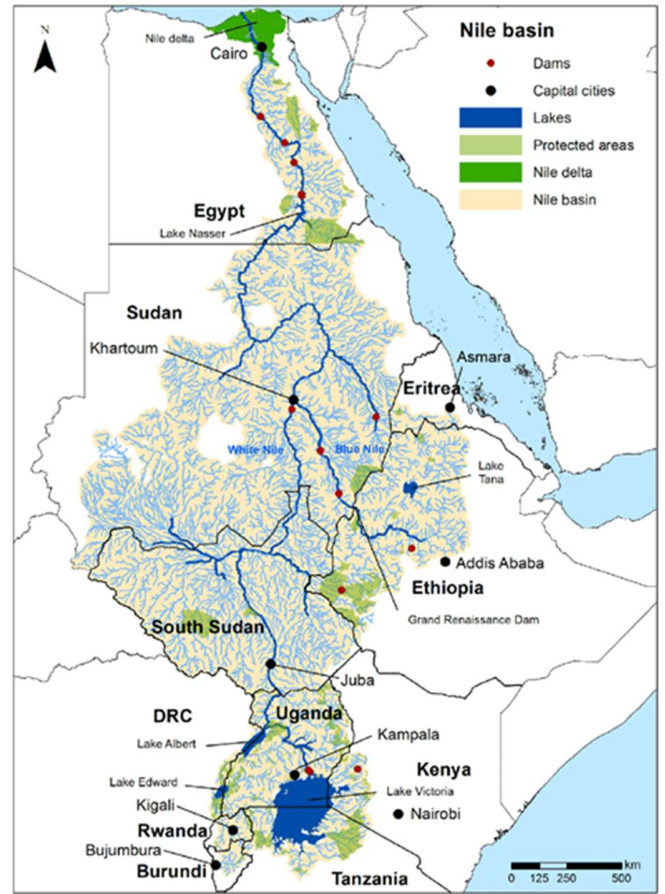 N
Nile delta
Cairo
Nile basin
Dams
Capital cities
Lakes
Protected areas
Nile delta
Nile basin
Egypt
Lake Nasser
Sudan
Khartoum
Asmara
Eritrea
White Nile
Blue Nile
Lake
Tana
Addis Ababa
Ethiopia
Grand Renaissance Dam
South Sudan
Juba
DRC
Uganda
Lake Albert
Kampala
Lake Edward
Kenya
Lake Victoria
Kigali
Nairobi
Rwanda
Bujumbura
Burundi
Tanzania
0 125 250 500
km